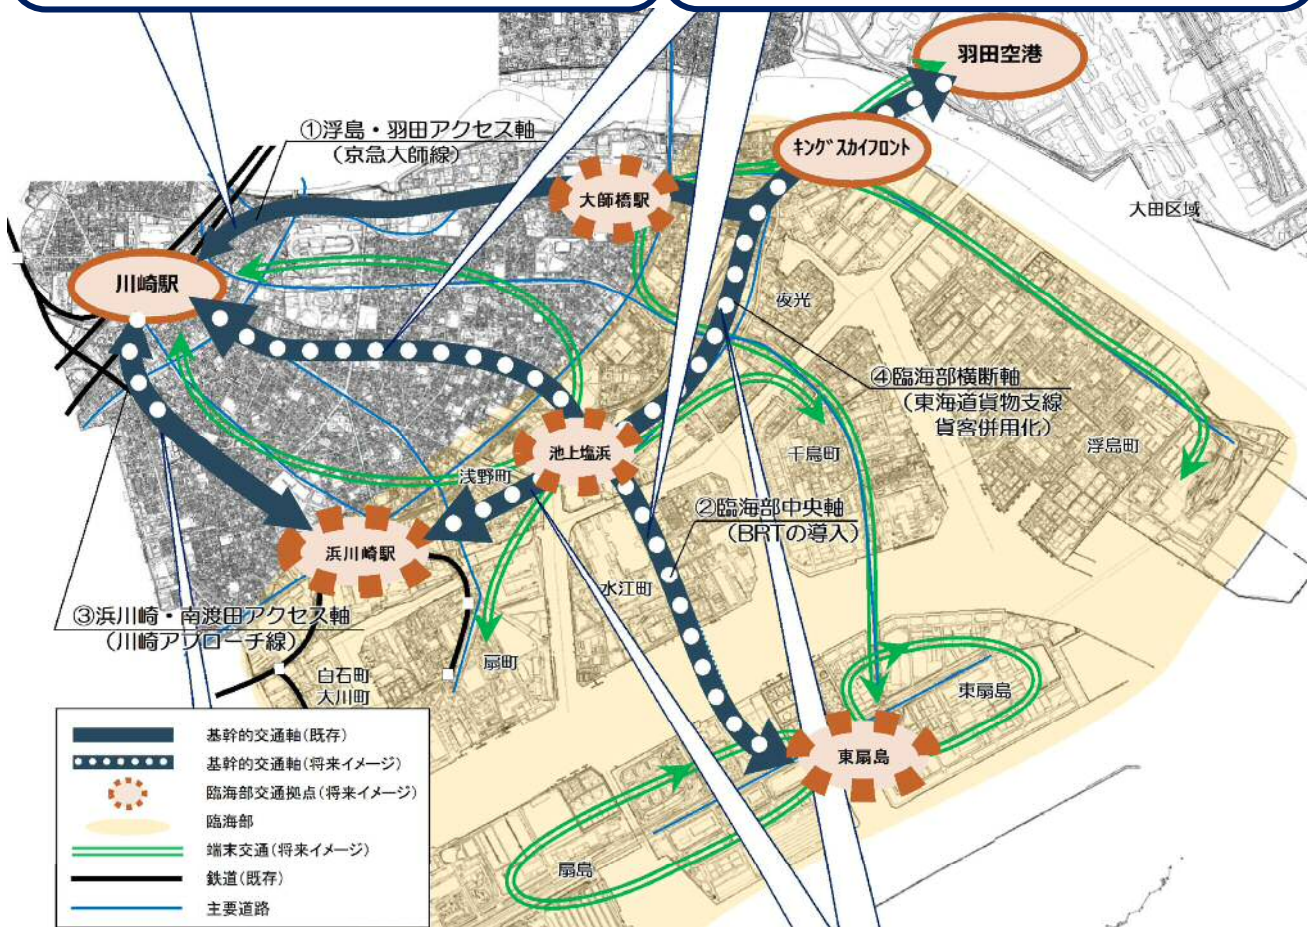 羽田空港
①浮島・羽田アクセス軸
（京急大師線）
キングスカイフロント
大師橋駅
大田区域
川崎駅
夜光
④臨海部横断軸
（東海道貨物支線
貨客併用化）
池上塩浜
千鳥町
浮島町
浅野町
②臨海部中央軸
（BRTの導入）
浜川崎駅
水江町
③浜川崎・南渡田アクセス軸
（川崎アプローチ線）
扇町
白石町
大川町
東扇島
東扇島
扇島
基幹的交通軸（既存）
基幹的交通軸（将来イメージ）
臨海部交通拠点（将来イメージ）
臨海部
端末交通（将来イメージ）
鉄道（既存）
主要道路